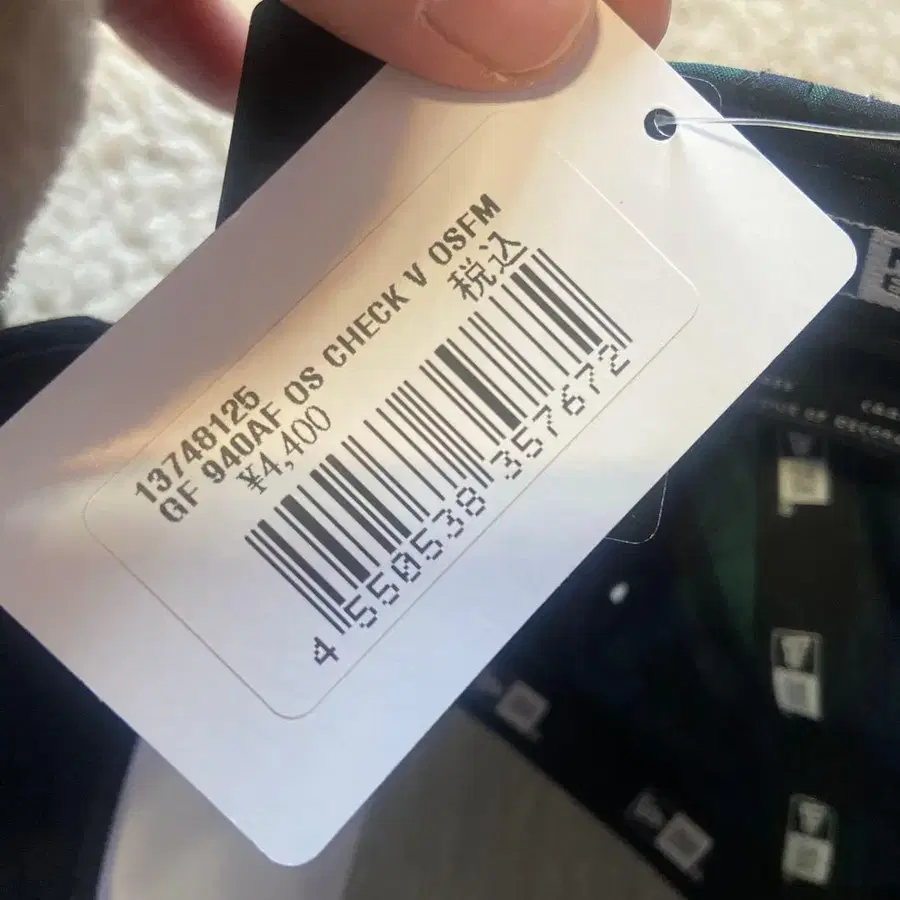 13748125
GF 940AF OS CHECK V OSFM
¥4,400 税込
4 550538 357672